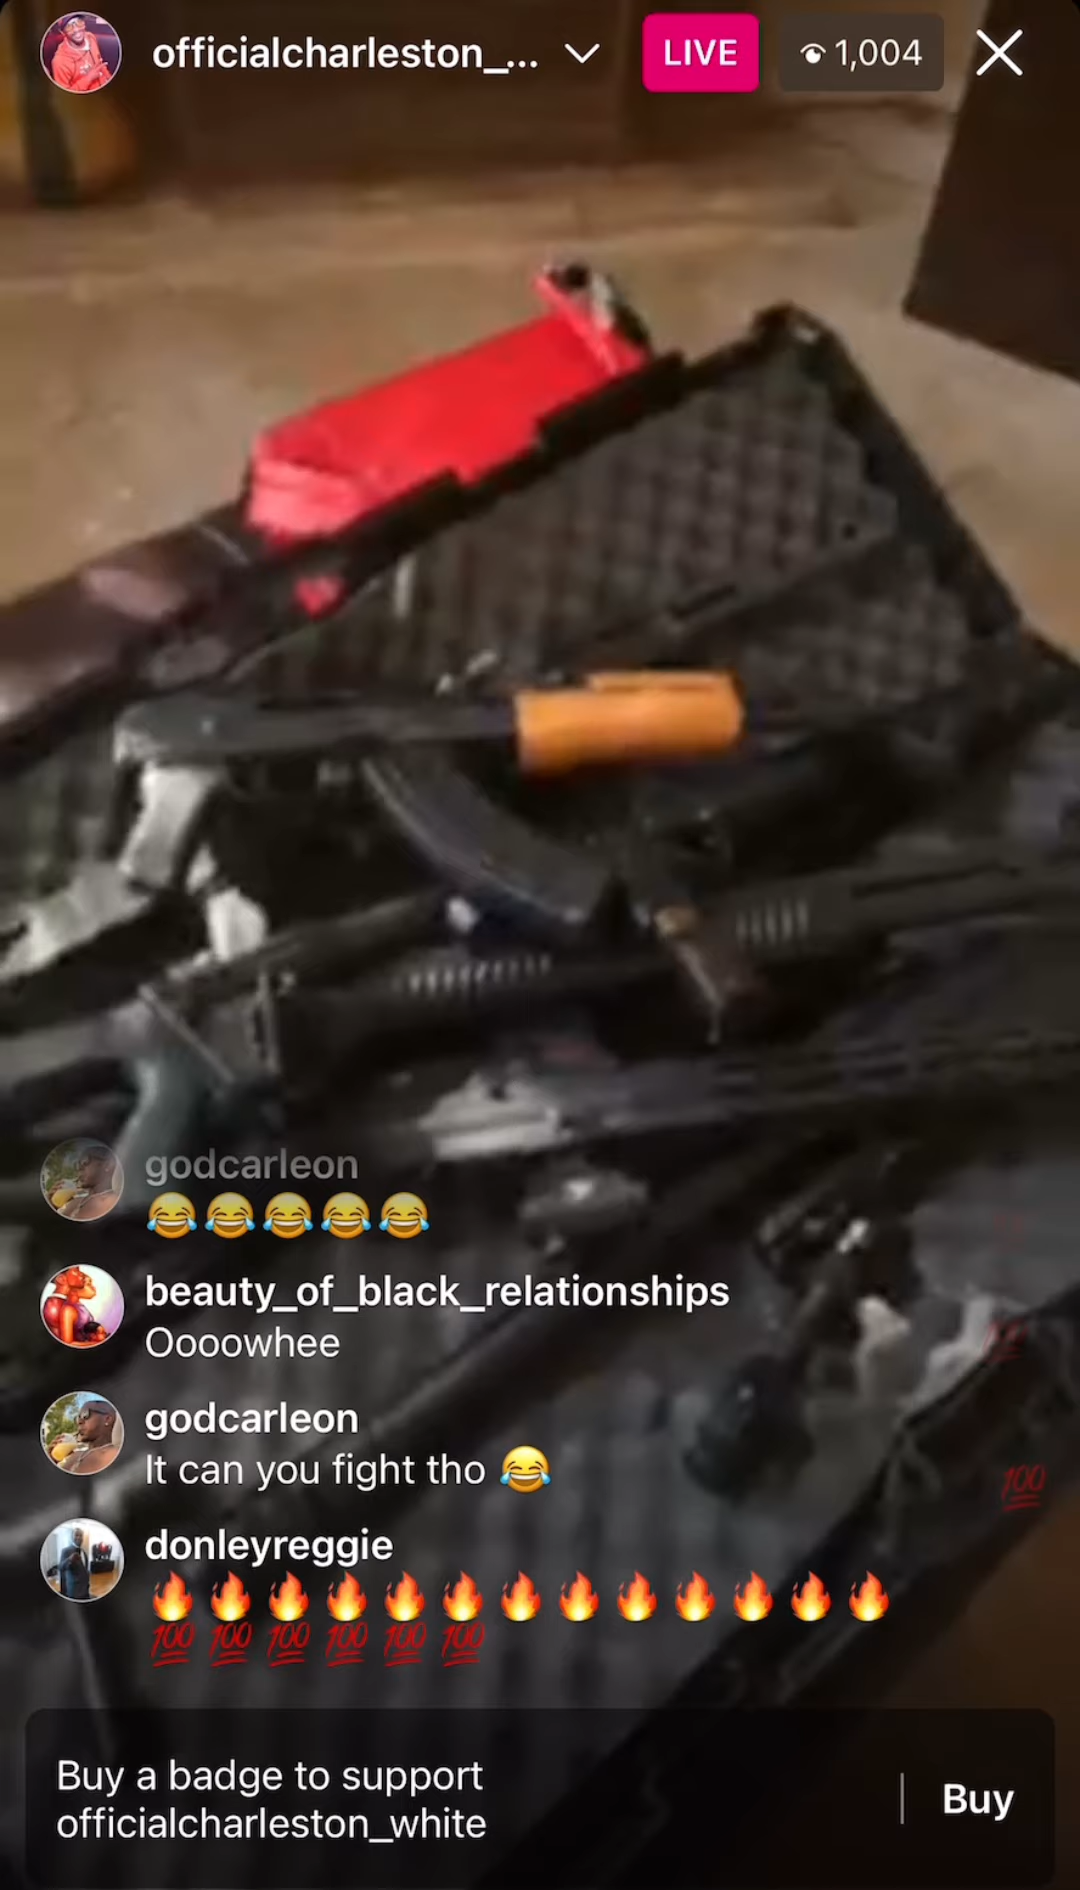 officialcharleston_... LIVE 1,004
godcarleon
😂😂😂😂😂
beauty_of_black_relationships
Oooowhee
godcarleon
It can you fight tho 😂
donleyreggie
🔥🔥🔥🔥🔥🔥🔥🔥🔥🔥🔥🔥🔥
💯💯💯💯💯💯
💯
Buy a badge to support
officialcharleston_white
Buy